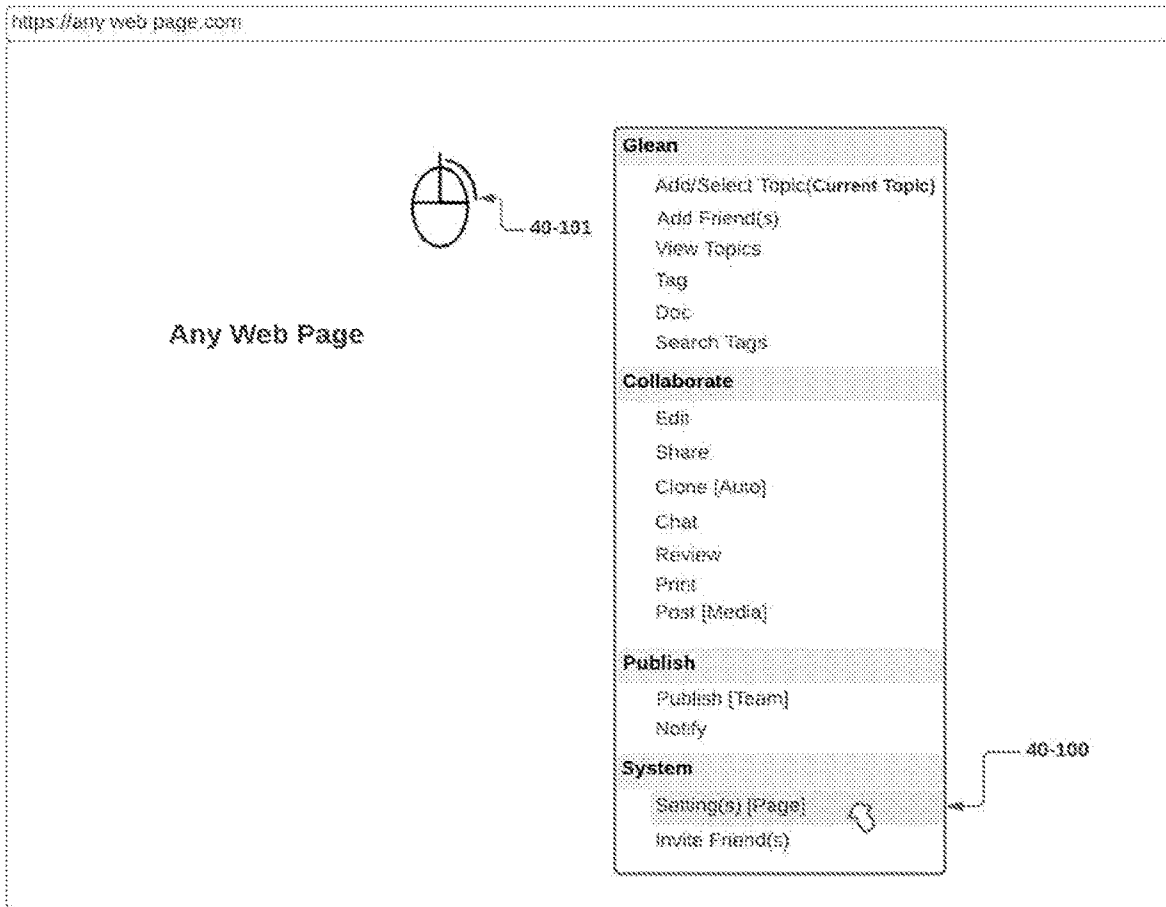 https://any web page.com
Glean
Add/Select Topic(Current Topic)
40-101
Add Friend(s)
View Topics
Tag
Any Web Page
Doc
Search Tags
Collaborate
Edit
Share
Clone [Auto]
Chat
Review
Print
Post [Media]
Publish
Publish [Team]
Notify
40-100
System
Setting(s) [Page]
Invite Friend(s)